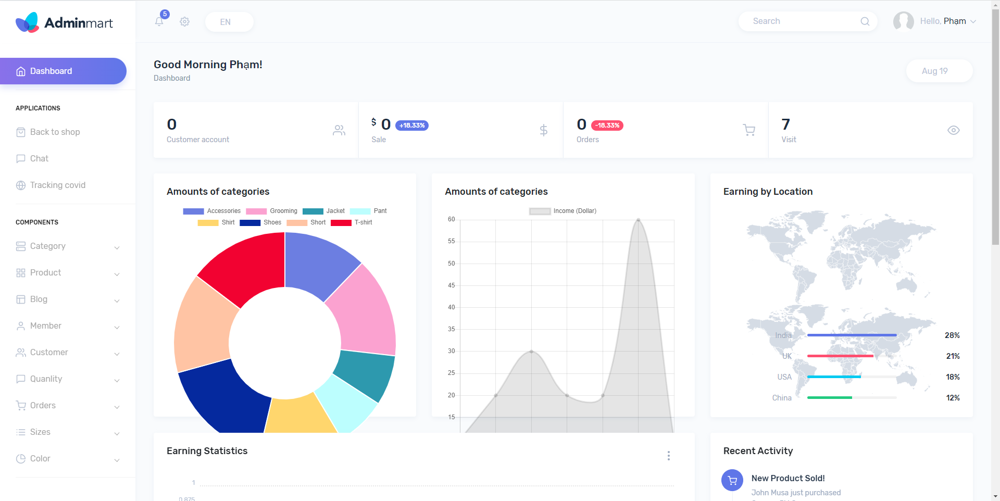 Adminmart
5
EN
Search
Hello, Phạm
Dashboard
APPLICATIONS
Back to shop
Chat
Tracking covid
COMPONENTS
Category
Product
Blog
Member
Customer
Quanlity
Orders
Sizes
Color
Good Morning Phạm!
Dashboard
Aug 19
0
Customer account
$ 0 +18.33%
Sale
0 -18.33%
Orders
7
Visit
Amounts of categories
Accessories Grooming Jacket Pant
Shirt Shoes Short T-shirt
Amounts of categories
Income (Dollar)
60
55
50
45
40
35
30
25
20
15
Earning by Location
India 28%
UK 21%
USA 18%
China 12%
Earning Statistics
1
0.875
Recent Activity
New Product Sold!
John Musa just purchased